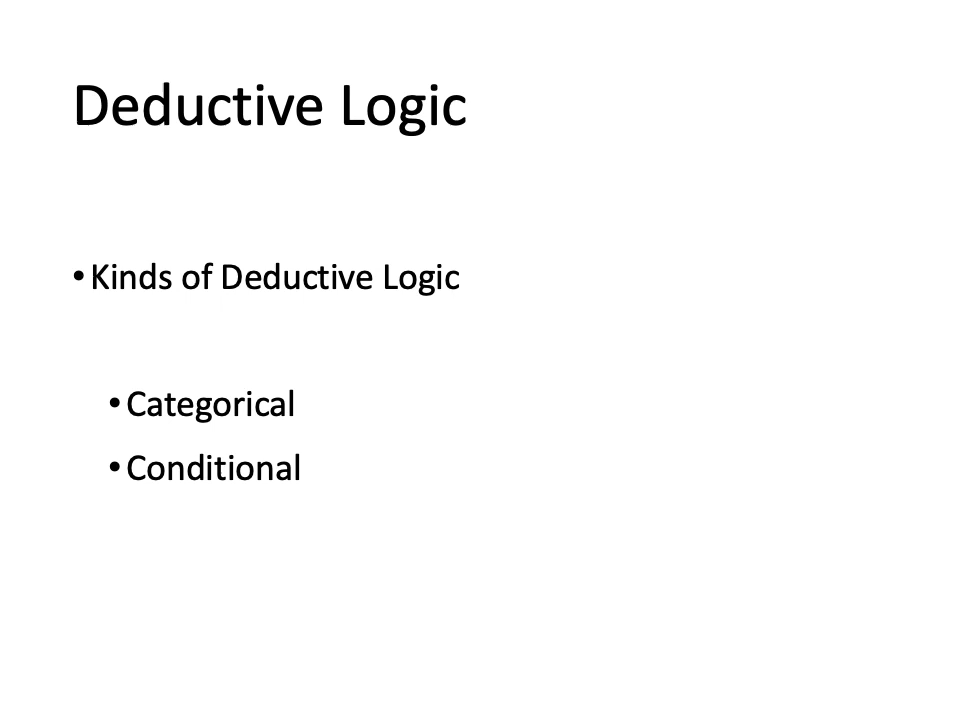 Deductive Logic
• Kinds of Deductive Logic
• Categorical
• Conditional